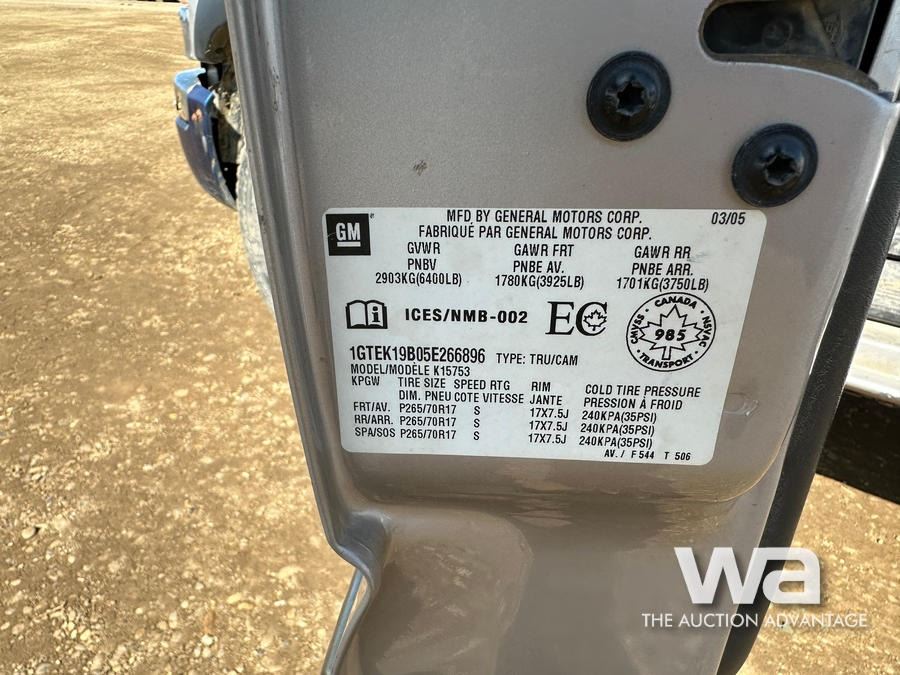 GM
MFD BY GENERAL MOTORS CORP. 03/05
FABRIQUÉ PAR GENERAL MOTORS CORP.
GVWR GAWR FRT GAWR RR
PNBV PNBE AV. PNBE ARR.
2903KG(6400LB) 1780KG(3925LB) 1701KG(3750LB)
ICES/NMB-002 EC
CANADA CMVSS NSVAC 985 TRANSPORT
1GTEK19B05E266896 TYPE: TRU/CAM
MODEL/MODÈLE K15753
KPGW TIRE SIZE SPEED RTG RIM COLD TIRE PRESSURE
DIM. PNEU COTE VITESSE JANTE PRESSION À FROID
FRT/AV. P265/70R17 S 17X7.5J 240KPA(35PSI)
RR/ARR. P265/70R17 S 17X7.5J 240KPA(35PSI)
SPA/SOS P265/70R17 S 17X7.5J 240KPA(35PSI)
AV./ F544 T 506
wa
THE AUCTION ADVANTAGE